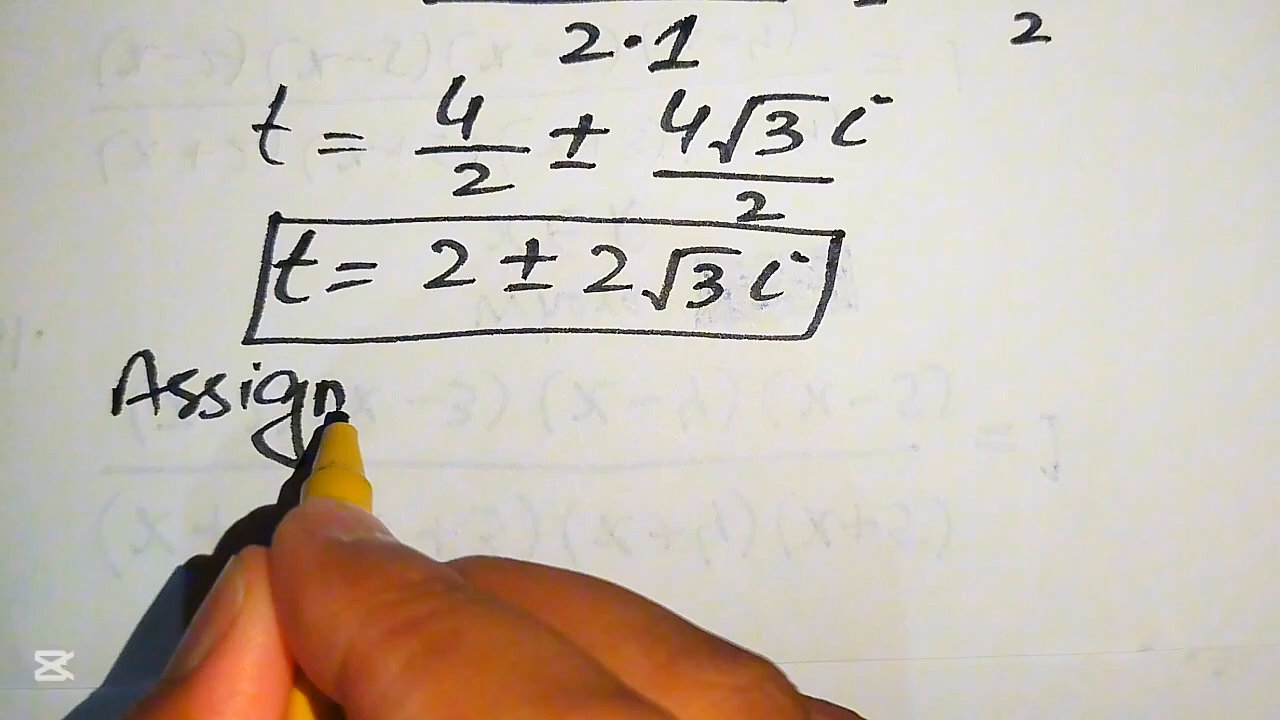 2·1 2
t = 4/2 ± 4√3 i/2
t = 2 ± 2√3 i
Assign